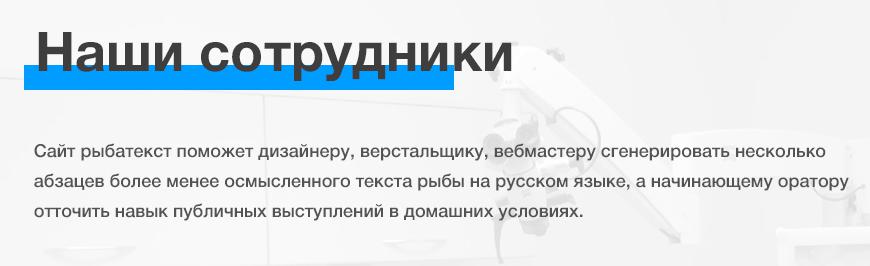 Наши сотрудники
Сайт рыбатекст поможет дизайнеру, верстальщику, вебмастеру сгенерировать несколько
абзацев более менее осмысленного текста рыбы на русском языке, а начинающему оратору
отточить навык публичных выступлений в домашних условиях.